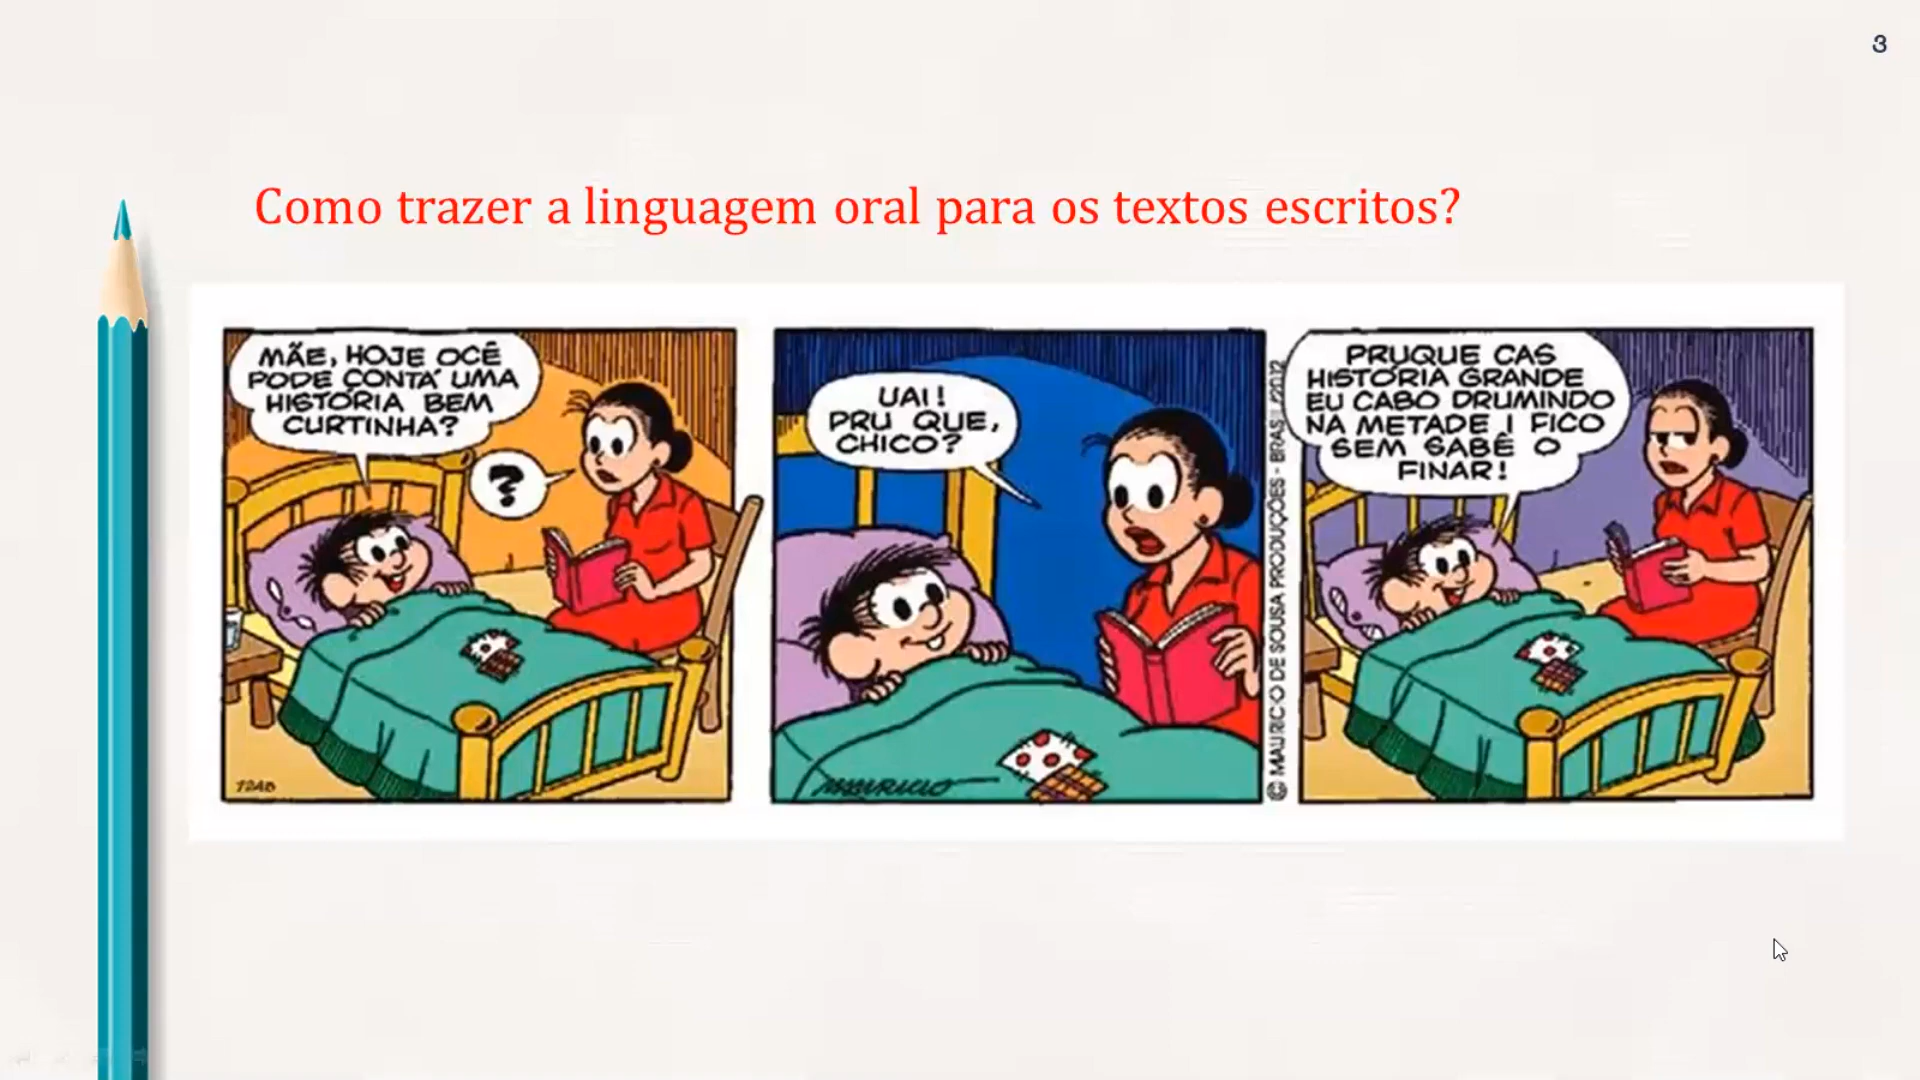 3
Como trazer a linguagem oral para os textos escritos?
MÃE, HOJE OCÊ
PODE CONTÁ UMA
HISTÓRIA BEM
CURTINHA?
?
UAI!
PRU QUE,
CHICO?
MAURICIO
© MAURICIO DE SOUSA PRODUÇÕES - BRASIL/2012
PRUQUE CAS
HISTÓRIA GRANDE
EU CABO DRUMINDO
NA METADE I FICO
SEM SABÊ O
FINAR!